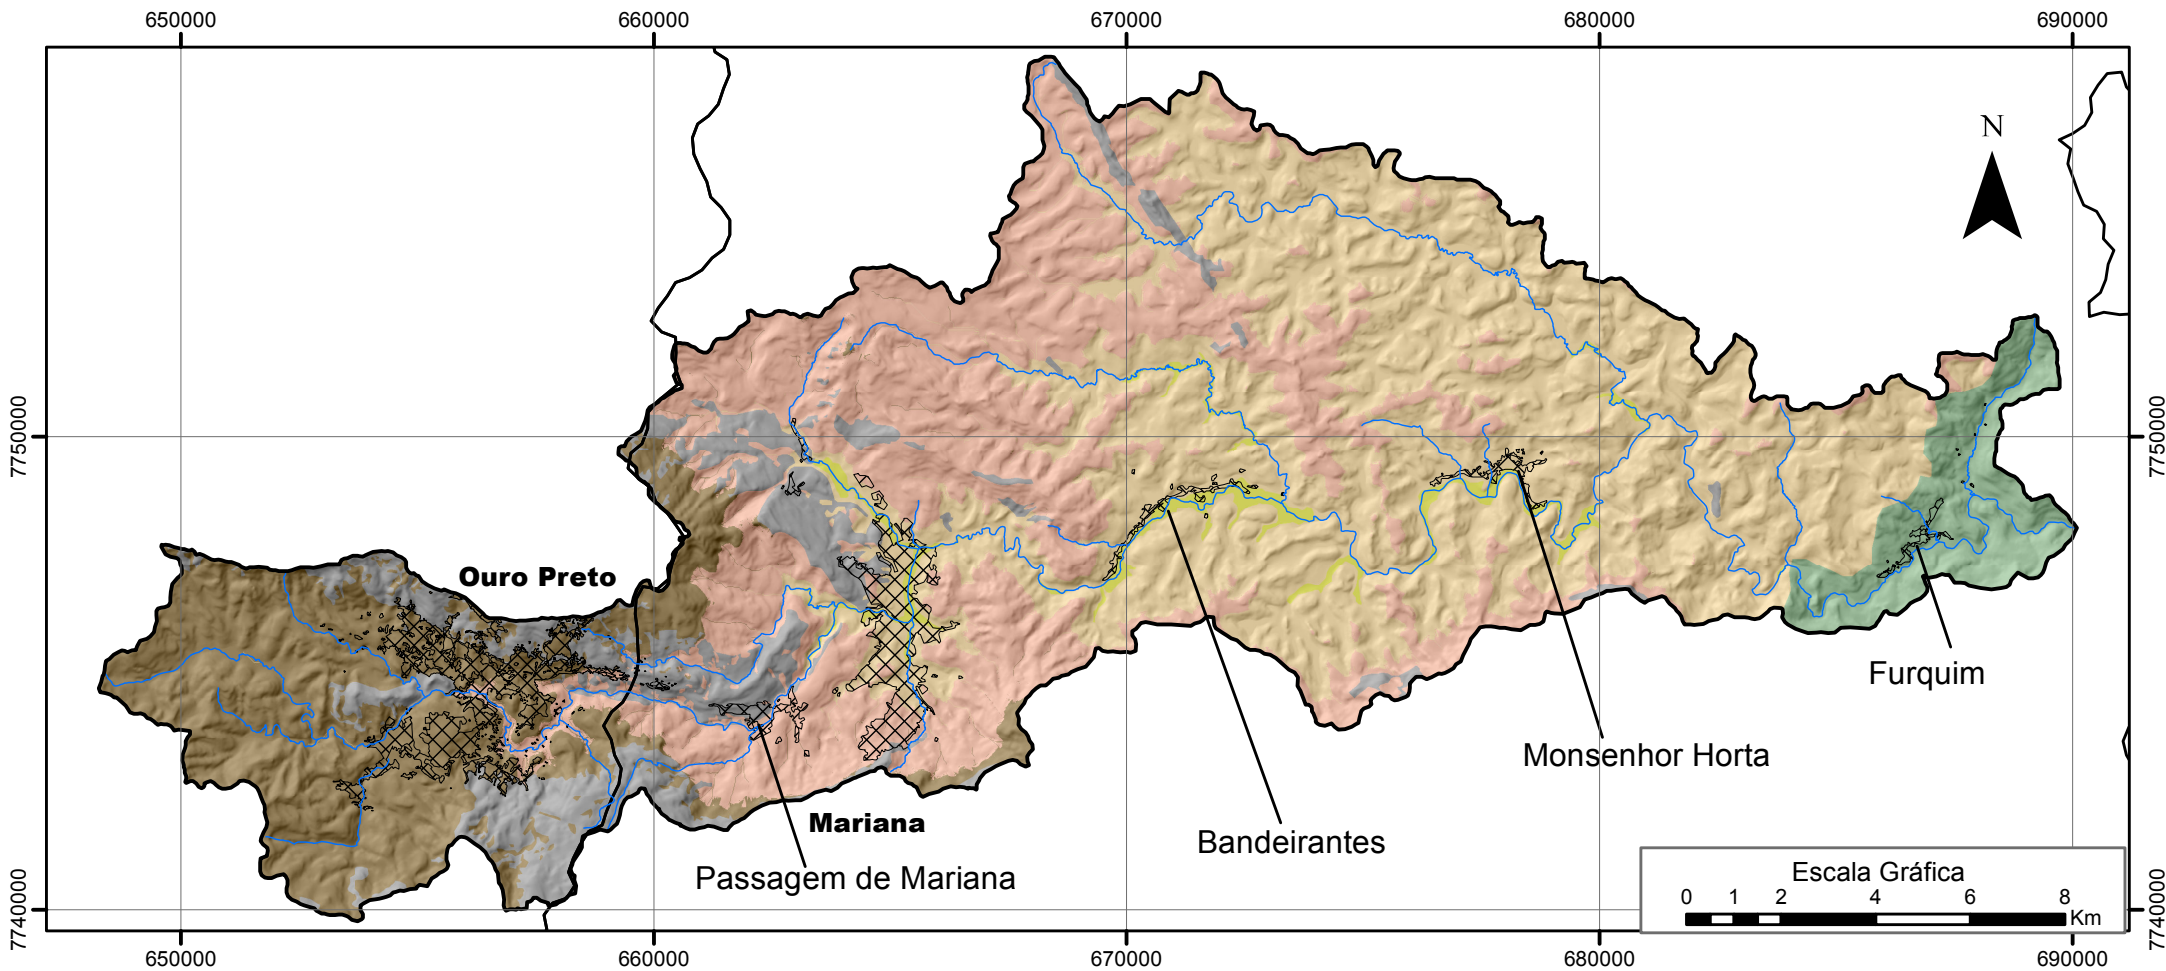 650000 660000 670000 680000 690000
N
7750000 7750000
Ouro Preto
Furquim
Monsenhor Horta
Mariana
Bandeirantes
Passagem de Mariana
Escala Gráfica
0 1 2 4 6 8
Km
7740000 7740000
650000 660000 670000 680000 690000